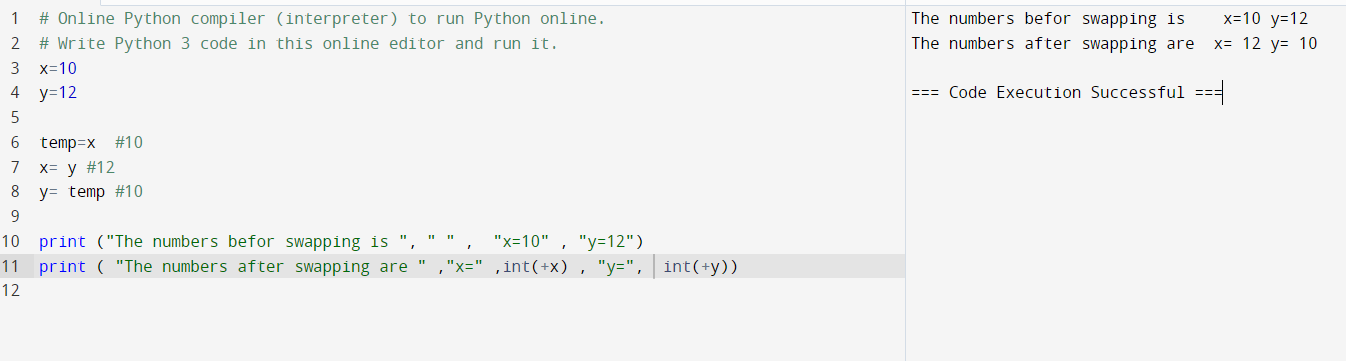 1 # Online Python compiler (interpreter) to run Python online.
2 # Write Python 3 code in this online editor and run it.
3 x=10
4 y=12
5
6 temp=x  #10
7 x= y #12
8 y= temp #10
9
10 print ("The numbers befor swapping is ", " " ,  "x=10" , "y=12")
11 print ( "The numbers after swapping are " ,"x=" ,int(+x) , "y=",  int(+y))
12
The numbers befor swapping is    x=10 y=12
The numbers after swapping are  x= 12 y= 10
=== Code Execution Successful ===